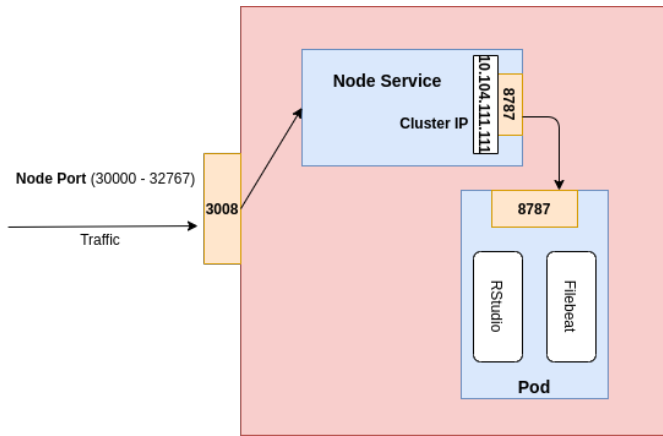 Node Service
10.104.111.111
8787
Cluster IP
Node Port (30000 - 32767)
3008
Traffic
8787
RStudio
Filebeat
Pod